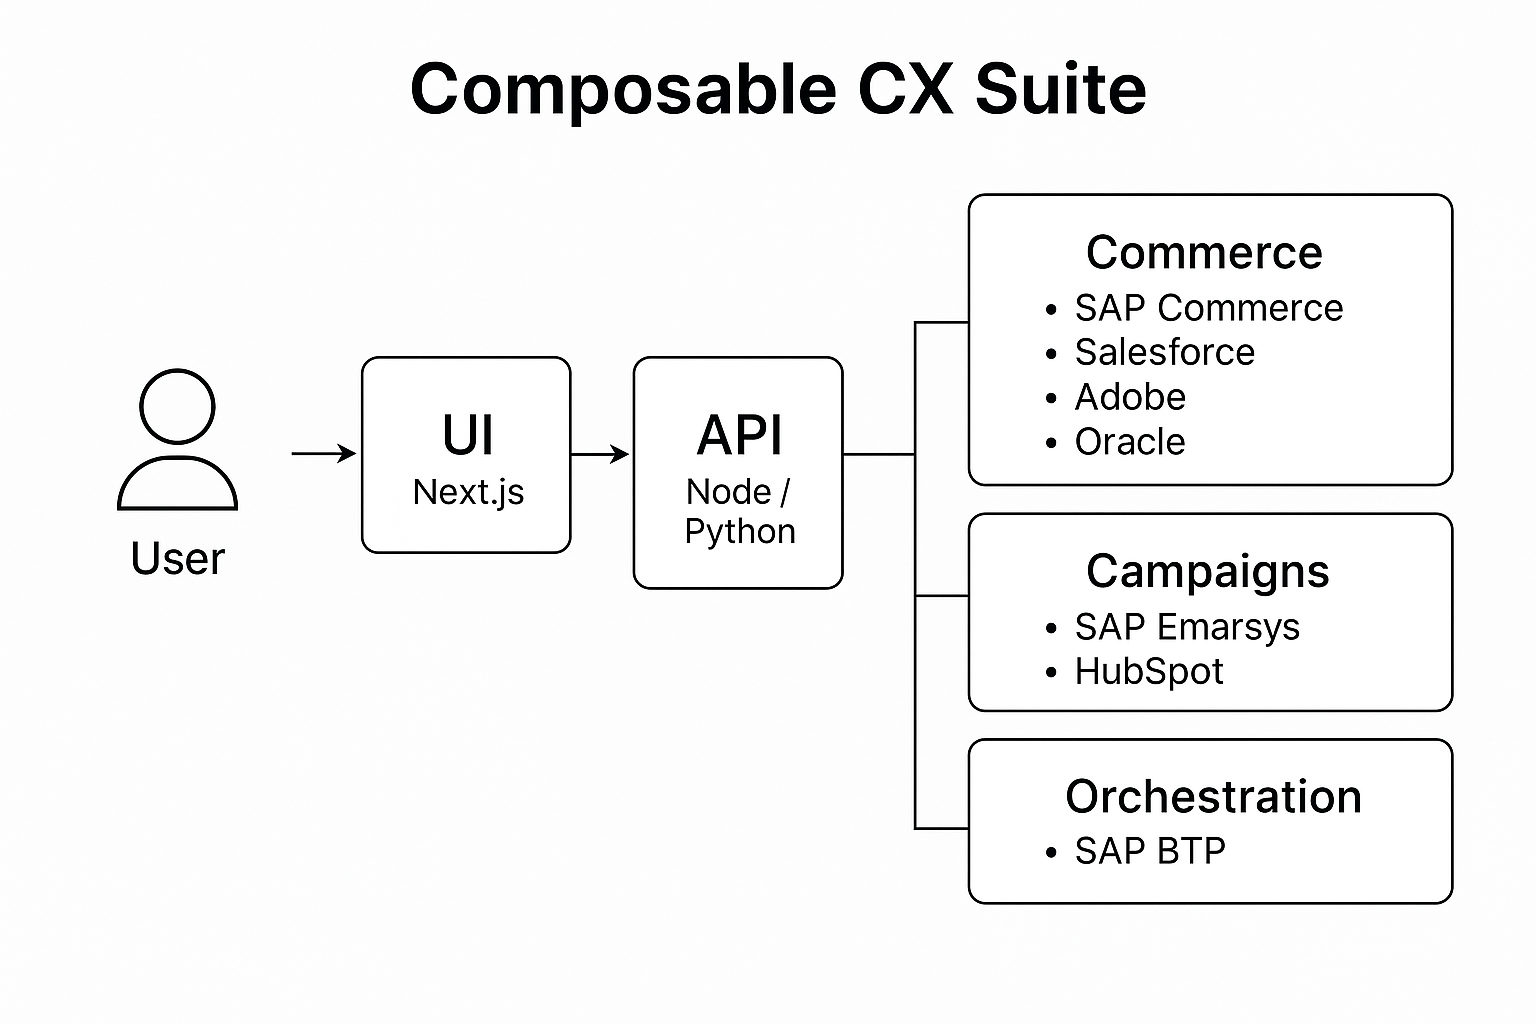 Composable CX Suite
User
UI
Next.js
API
Node /
Python
Commerce
• SAP Commerce
• Salesforce
• Adobe
• Oracle
Campaigns
• SAP Emarsys
• HubSpot
Orchestration
• SAP BTP